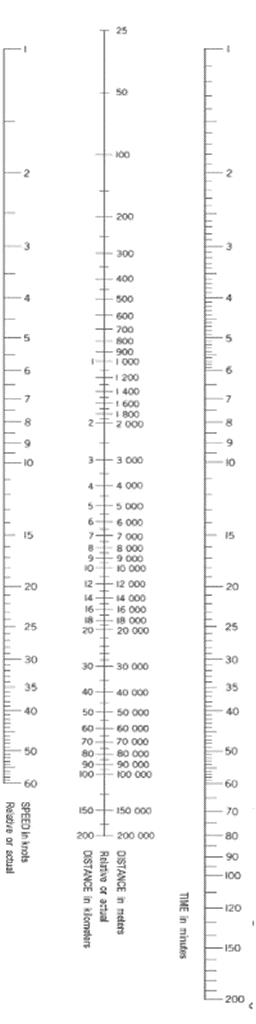 1
2
3
4
5
6
7
8
9
10
15
20
25
30
35
40
50
60
SPEED in knots
Relative or actual
25
50
100
200
300
400
500
600
700
800
900
1 1 000
1 200
1 400
1 600
1 800
2 2 000
3 3 000
4 4 000
5 5 000
6 6 000
7 7 000
8 8 000
9 9 000
10 10 000
12 12 000
14 14 000
16 16 000
18 18 000
20 20 000
30 30 000
40 40 000
50 50 000
60 60 000
70 70 000
80 80 000
90 90 000
100 100 000
150 150 000
200 200 000
DISTANCE in meters
Relative or actual
DISTANCE in kilometers
1
2
3
4
5
6
7
8
9
10
15
20
25
30
35
40
50
60
70
80
90
100
120
150
200
TIME in minutes